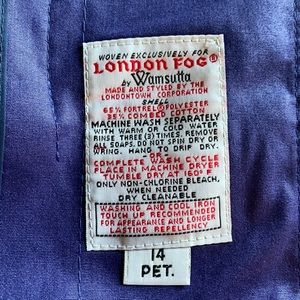 WOVEN EXCLUSIVELY FOR
LONDON FOG®
by Wamsutta
MADE AND STYLED BY THE
LONDONTOWN CORPORATION
SHELL
65% FORTREL® POLYESTER
35% COMBED COTTON
MACHINE WASH SEPARATELY
WITH WARM OR COLD WATER
RINSE THREE (3) TIMES. REMOVE
ALL SOAPS. DO NOT SPIN DRY OR
WRING. HANG TO DRIP DRY.
-OR-
COMPLETE WASH CYCLE
PLACE IN MACHINE DRYER
TUMBLE DRY AT 160° F
ONLY NON-CHLORINE BLEACH,
WHEN NEEDED
DRY CLEANABLE
WASHING AND COOL IRON
TOUCH UP RECOMMENDED
FOR APPEARANCE AND LONGER
LASTING REPELLENCY
14
PET.